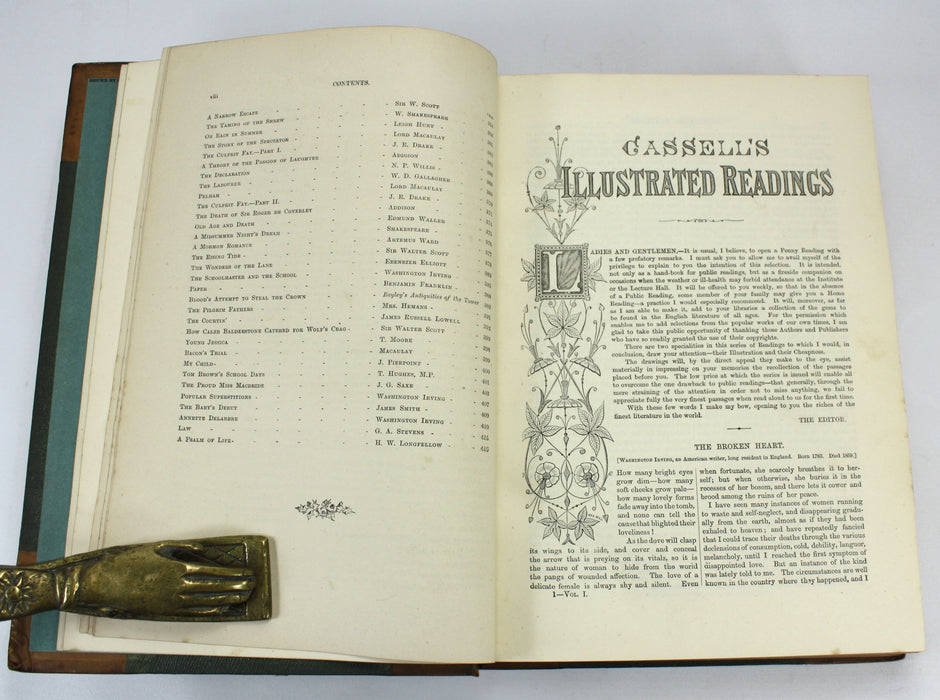 viii
CONTENTS.
A Narrow Escape - Sir W. Scott
The Taming of the Shrew - W. Shakespeare
On Rain in Summer - Leigh Hunt
The Story of the Spectator - Lord Macaulay
The Culprit Fay.—Part I. - J. R. Drake
A Theory of the Passion of Laughter - Addison
The Declaration - N. P. Willis
The Labourer - W. D. Gallagher
Pelham - Lord Macaulay
The Culprit Fay.—Part II. - J. R. Drake
The Death of Sir Roger de Coverley - Addison
Old Age and Death - Edmund Waller
A Midsummer Night's Dream - Shakespeare
A Mormon Romance - Artemus Ward
The Rising Tide - Sir Walter Scott
The Wonders of the Lane - Ebenezer Elliott
The Schoolmaster and the School - Washington Irving
Paper - Benjamin Franklin
Blood's Attempt to Steal the Crown - Bayley's Antiquities of the Tower
The Pilgrim Fathers - Mrs. Hemans
The Courtin' - James Russell Lowell
How Caleb Balderstone Catered for Wolf's Crag - Sir Walter Scott
Young Jessica - T. Moore
Bacon's Trial - Macaulay - 399
My Child - J. Pierpoint - 400
Tom Brown's School Days - T. Hughes, M.P. - 401
The Proud Miss Macbride - J. G. Saxe
Popular Superstitions - Washington Irving - 407
The Baby's Debut - James Smith - 409
Annette Delarbre - Washington Irving - 410
Law - G. A. Stevens - 415
A Psalm of Life - H. W. Longfellow - 415
CASSELL'S
ILLUSTRATED READINGS
LADIES AND GENTLEMEN,—It is usual, I believe, to open a Penny Reading with
a few prefatory remarks. I must ask you to allow me to avail myself of the
privilege to explain to you the intention of this selection. It is intended,
not only as a hand-book for public readings, but as a fireside companion on
occasions when the weather or ill-health may forbid attendance at the Institute
or the Lecture Hall. It will be offered to you weekly, so that in the absence
of a Public Reading, some member of your family may give you a Home
Reading—a practice I would especially recommend. It will, moreover, as far
as I am able to make it, add to your libraries a collection of the gems to
be found in the English literature of all ages. For the permission which
enables me to add selections from the popular works of our own times, I am
glad to take this public opportunity of thanking those Authors and Publishers
who have so readily granted the use of their copyrights.
There are two specialities in this series of Readings to which I would, in
conclusion, draw your attention—their Illustration and their Cheapness.
The drawings will, by the direct appeal they make to the eye, assist
materially in impressing on your memories the recollection of the passages
placed before you. The low price at which the series is issued will enable all
to overcome the one drawback to public readings—that generally, through the
mere straining of the attention in order not to miss anything, we fail to
appreciate fully the very finest passages when read aloud to us for the first time.
With these few words I make my bow, opening to you the riches of the
finest literature in the world.
THE EDITOR.
THE BROKEN HEART.
[Washington Irving, an American writer, long resident in England. Born 1783. Died 1859.]
How many bright eyes
grow dim—how many
soft cheeks grow pale—
how many lovely forms
fade away into the tomb,
and none can tell the
cause that blighted their
loveliness!
As the dove will clasp
its wings to its side, and cover and conceal
the arrow that is preying on its vitals, so it is
the nature of woman to hide from the world
the pangs of wounded affection. The love of a
delicate female is always shy and silent. Even
1—Vol. I.
when fortunate, she scarcely breathes it to her-
self; but when otherwise, she buries it in the
recesses of her bosom, and there lets it cower and
brood among the ruins of her peace.
I have seen many instances of women running
to waste and self-neglect, and disappearing gradu-
ally from the earth, almost as if they had been
exhaled to heaven; and have repeatedly fancied
that I could trace their deaths through the various
declensions of consumption, cold, debility, languor,
melancholy, until I reached the first symptom of
disappointed love. But an instance of the kind
was lately told to me. The circumstances are well
known in the country where they happened, and I